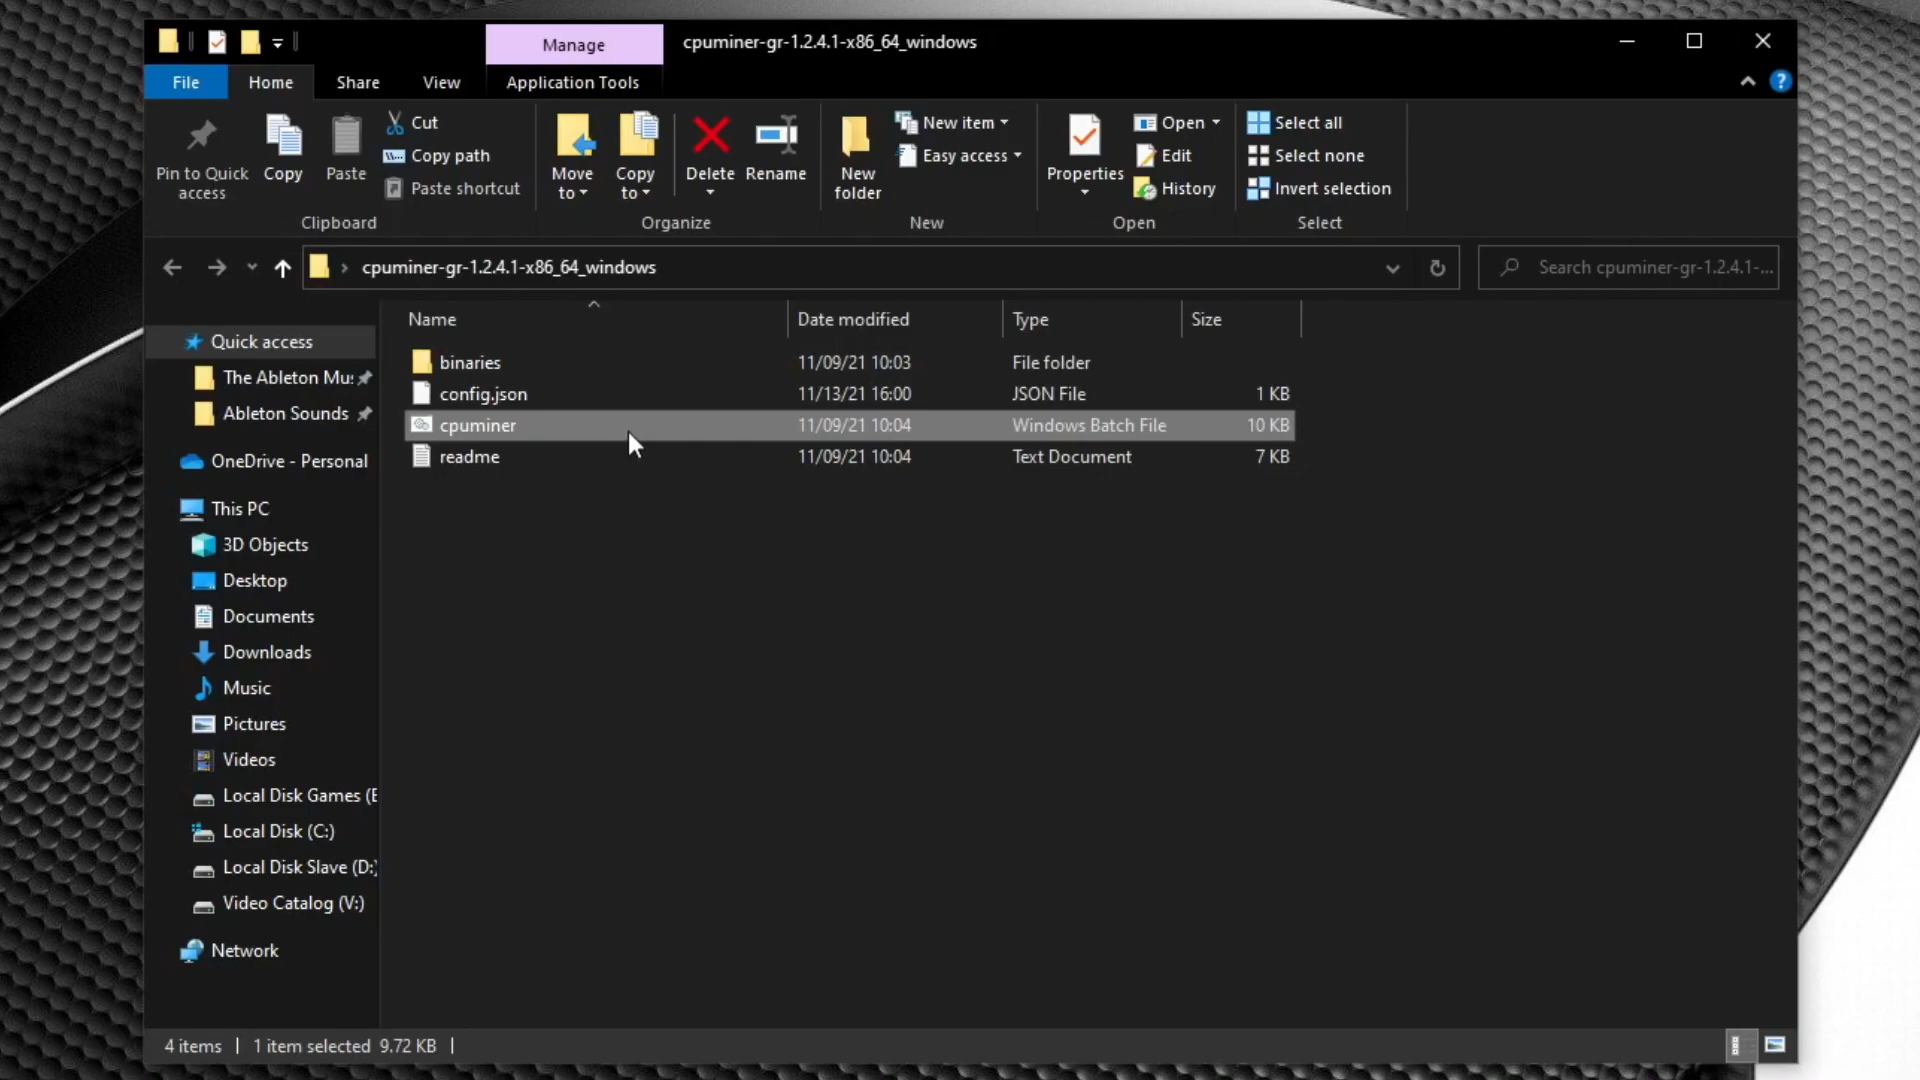 Manage
cpuminer-gr-1.2.4.1-x86_64_windows
File
Home
Share
View
Application Tools
Pin to Quick access
Copy
Paste
Cut
Copy path
Paste shortcut
Clipboard
Move to
Copy to
Delete
Rename
Organize
New folder
New item
Easy access
New
Properties
Open
Edit
History
Open
Select all
Select none
Invert selection
Select
cpuminer-gr-1.2.4.1-x86_64_windows
Search cpuminer-gr-1.2.4.1-...
Name Date modified Type Size
binaries 11/09/21 10:03 File folder
config.json 11/13/21 16:00 JSON File 1 KB
cpuminer 11/09/21 10:04 Windows Batch File 10 KB
readme 11/09/21 10:04 Text Document 7 KB
Quick access
The Ableton Mu
Ableton Sounds
OneDrive - Personal
This PC
3D Objects
Desktop
Documents
Downloads
Music
Pictures
Videos
Local Disk Games (E
Local Disk (C:)
Local Disk Slave (D:)
Video Catalog (V:)
Network
4 items 1 item selected 9.72 KB